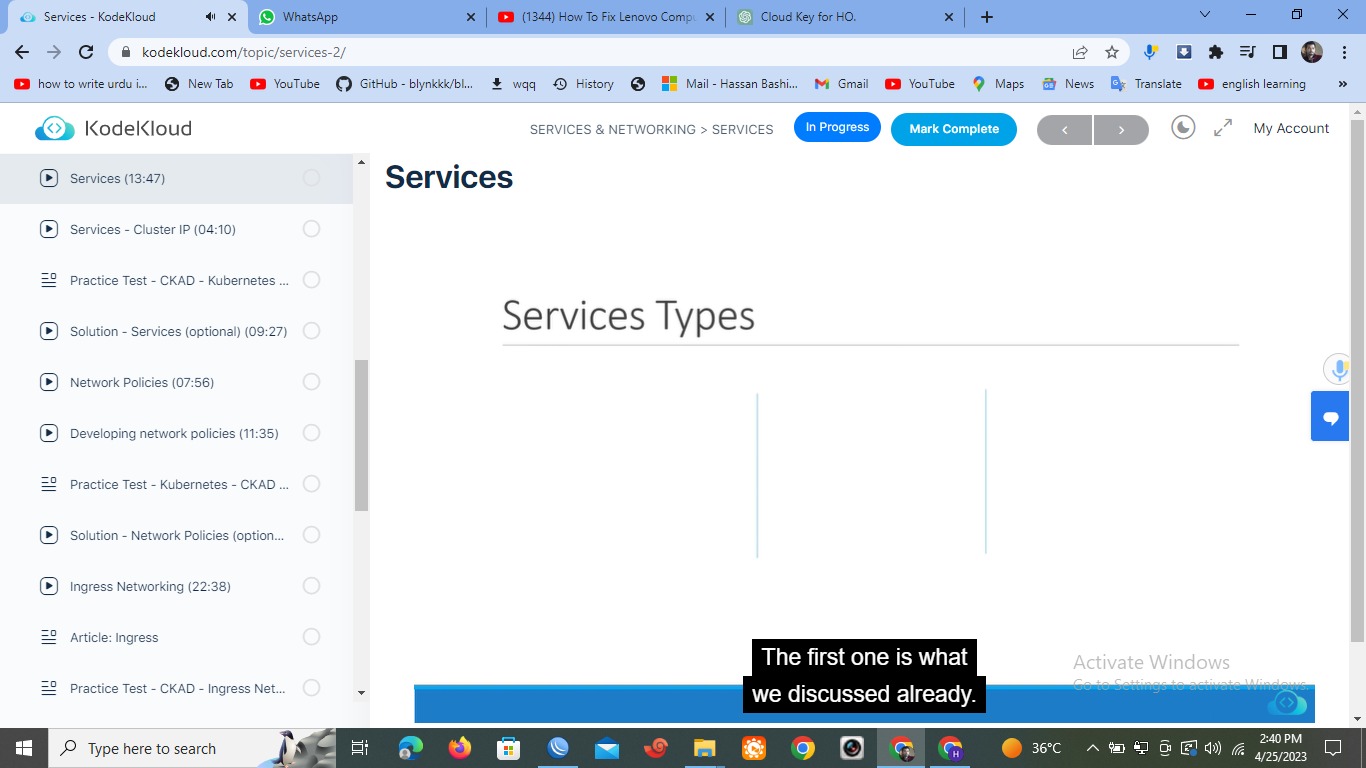 Services - KodeKloud
WhatsApp
(1344) How To Fix Lenovo Compu
Cloud Key for HO.
kodekloud.com/topic/services-2/
how to write urdu i...
New Tab
YouTube
GitHub - blynkkk/bl...
wqq
History
Mail - Hassan Bashi...
Gmail
YouTube
Maps
News
Translate
english learning
»
KodeKloud
SERVICES & NETWORKING > SERVICES
In Progress
Mark Complete
<
>
My Account
Services (13:47)
Services - Cluster IP (04:10)
Practice Test - CKAD - Kubernetes ...
Solution - Services (optional) (09:27)
Network Policies (07:56)
Developing network policies (11:35)
Practice Test - Kubernetes - CKAD ...
Solution - Network Policies (option...
Ingress Networking (22:38)
Article: Ingress
Practice Test - CKAD - Ingress Net...
Services
Services Types
The first one is what
we discussed already.
Activate Windows
Go to Settings to activate Windows.
Type here to search
H
36°C
2:40 PM
4/25/2023